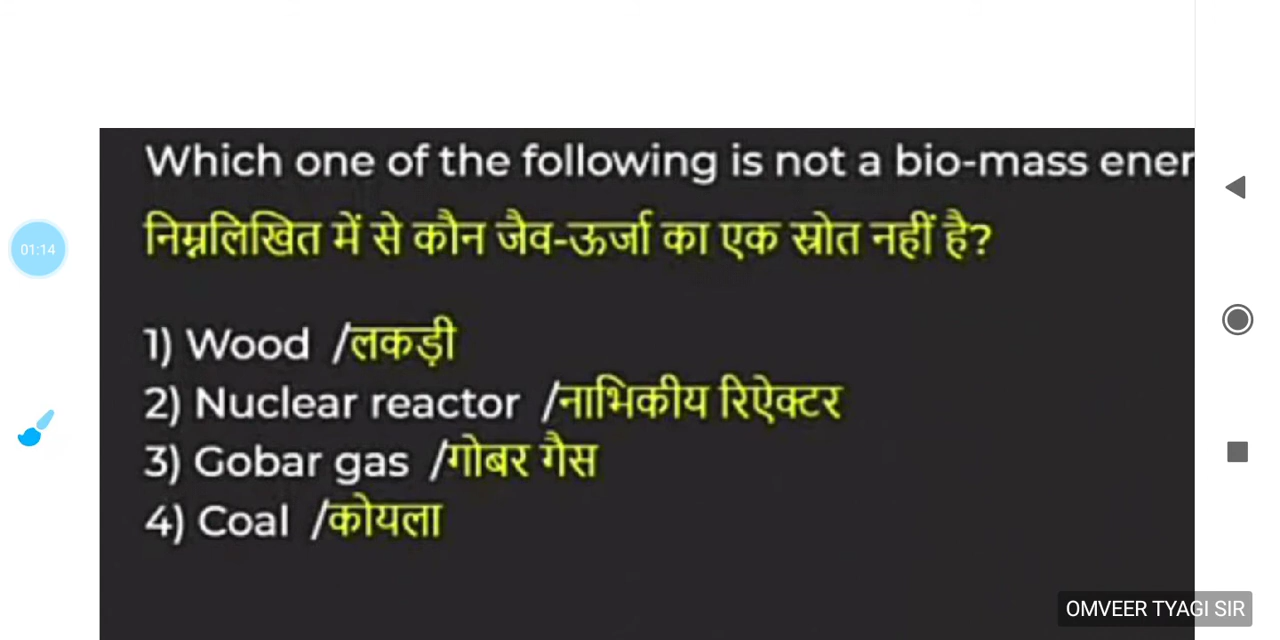 Which one of the following is not a bio-mass ener
निम्नलिखित में से कौन जैव-ऊर्जा का एक स्रोत नहीं है?
01:14
1) Wood /लकड़ी
2) Nuclear reactor /नाभिकीय रिऐक्टर
3) Gobar gas /गोबर गैस
4) Coal /कोयला
OMVEER TYAGI SIR